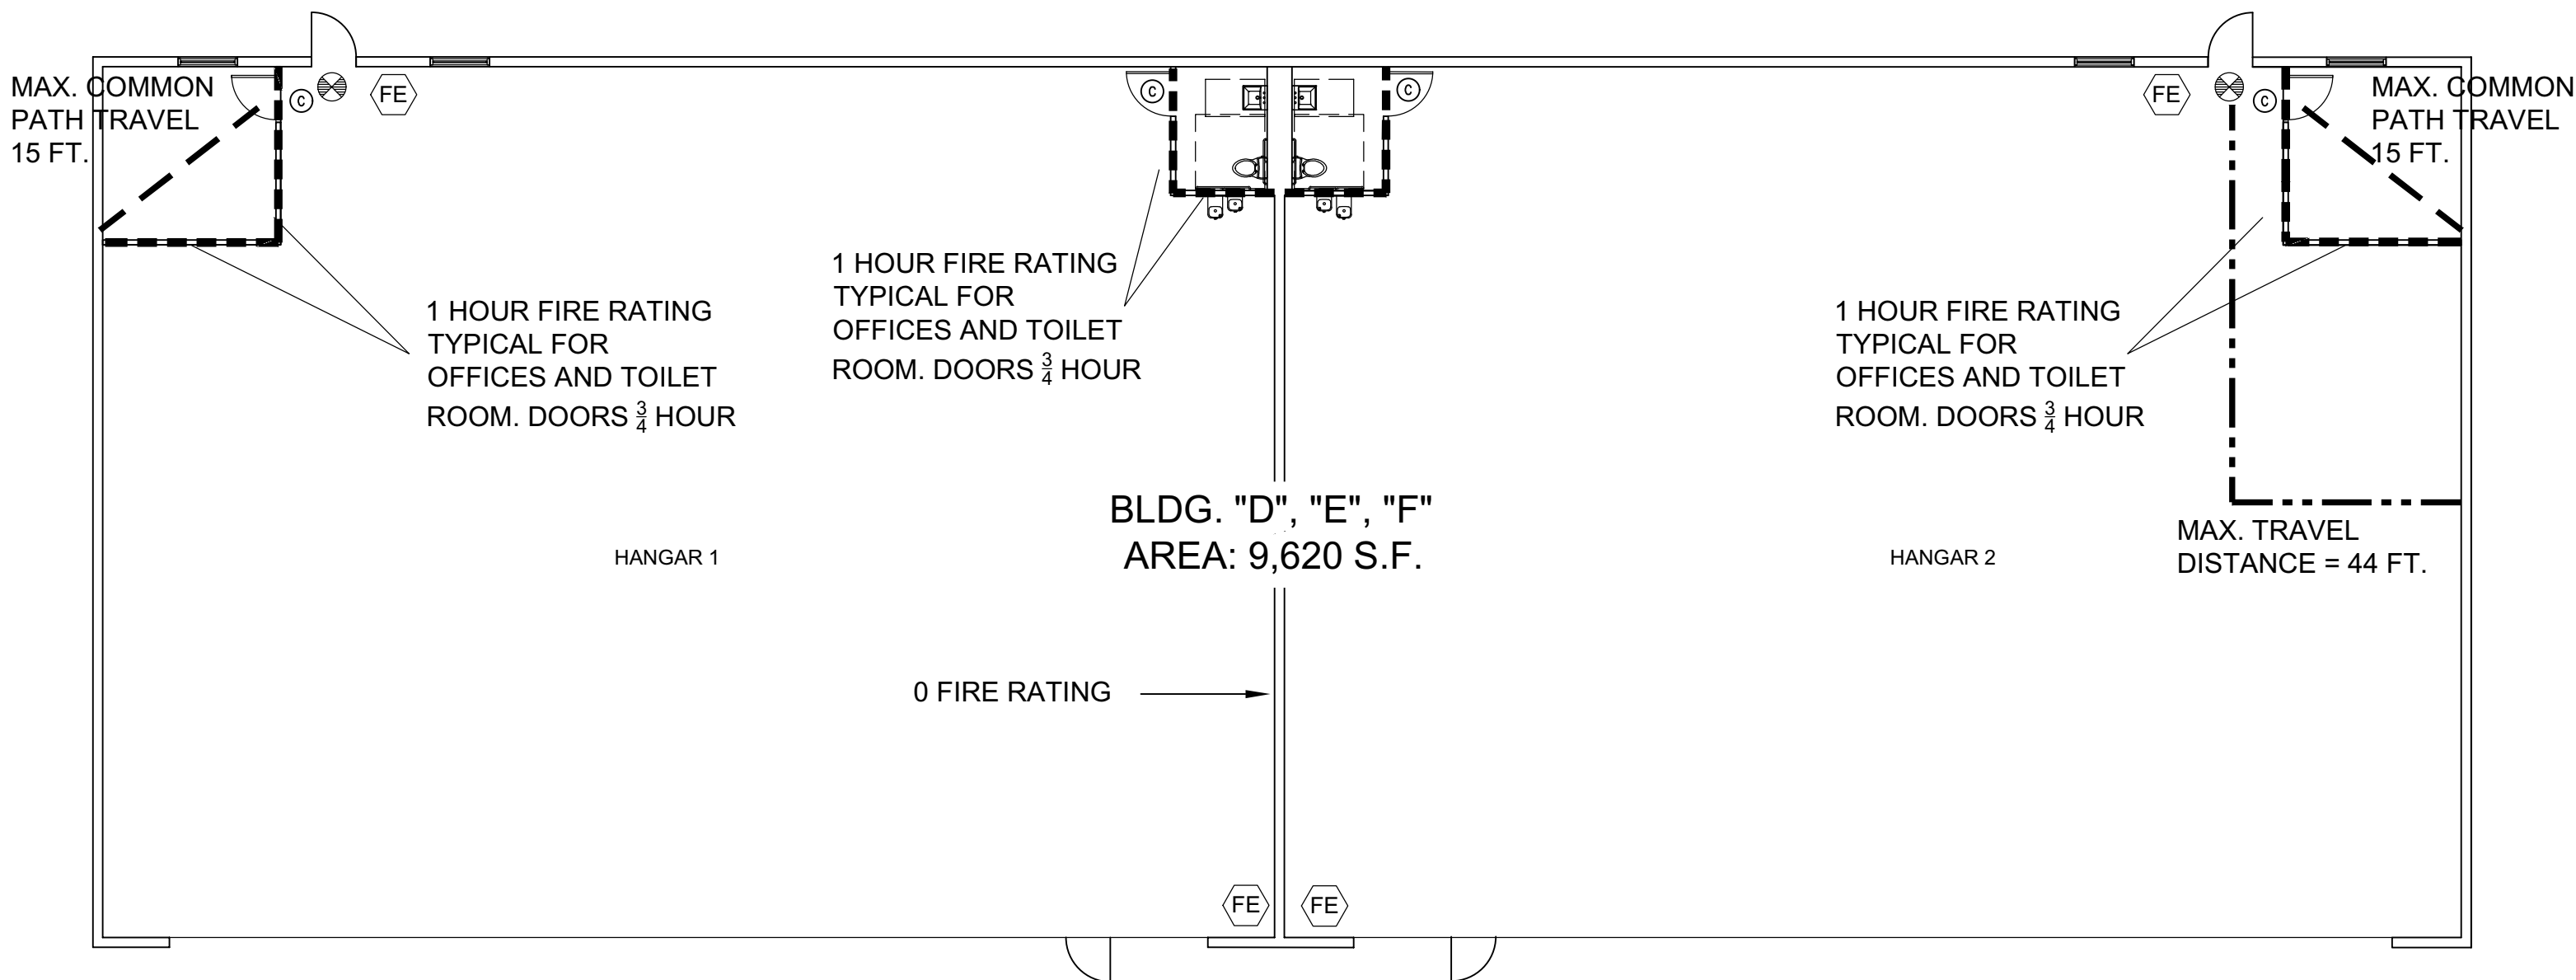 MAX. COMMON
PATH TRAVEL
15 FT.
C
FE
C
C
FE
C
MAX. COMMON
PATH TRAVEL
15 FT.
1 HOUR FIRE RATING
TYPICAL FOR
OFFICES AND TOILET
ROOM. DOORS 3/4 HOUR
1 HOUR FIRE RATING
TYPICAL FOR
OFFICES AND TOILET
ROOM. DOORS 3/4 HOUR
1 HOUR FIRE RATING
TYPICAL FOR
OFFICES AND TOILET
ROOM. DOORS 3/4 HOUR
BLDG. "D", "E", "F"
AREA: 9,620 S.F.
HANGAR 1
HANGAR 2
MAX. TRAVEL
DISTANCE = 44 FT.
0 FIRE RATING
FE
FE